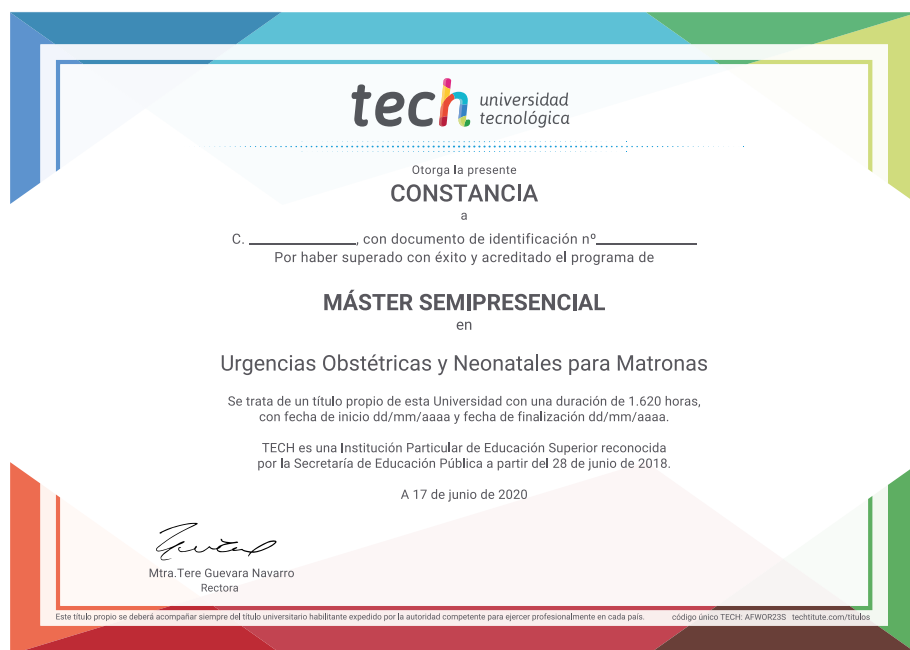 tech universidad
tecnológica
Otorga la presente
CONSTANCIA
a
C. ____________, con documento de identificación nº____________
Por haber superado con éxito y acreditado el programa de
MÁSTER SEMIPRESENCIAL
en
Urgencias Obstétricas y Neonatales para Matronas
Se trata de un título propio de esta Universidad con una duración de 1.620 horas,
con fecha de inicio dd/mm/aaaa y fecha de finalización dd/mm/aaaa.
TECH es una Institución Particular de Educación Superior reconocida
por la Secretaría de Educación Pública a partir del 28 de junio de 2018.
A 17 de junio de 2020
Mtra.Tere Guevara Navarro
Rectora
Este título propio se deberá acompañar siempre del título universitario habilitante expedido por la autoridad competente para ejercer profesionalmente en cada país. código único TECH: AFWOR23S techtitute.com/titulos